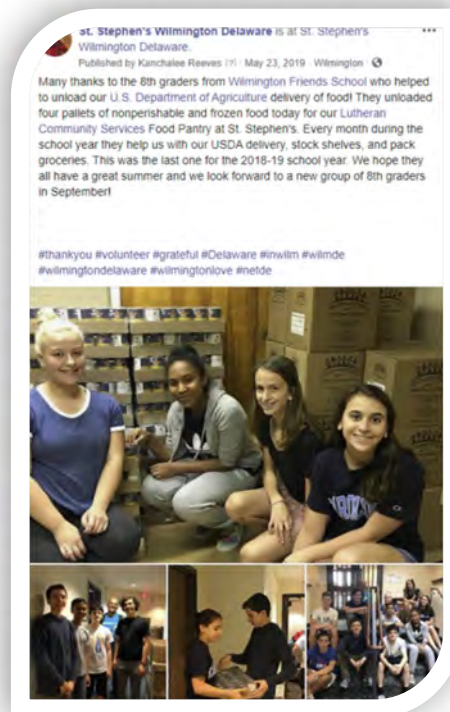 St. Stephen's Wilmington Delaware is at St. Stephen's
Wilmington Delaware.
Published by Kanchalee Reeves [?] · May 23, 2019 · Wilmington ·
Many thanks to the 8th graders from Wilmington Friends School who helped
to unload our U.S. Department of Agriculture delivery of food! They unloaded
four pallets of nonperishable and frozen food today for our Lutheran
Community Services Food Pantry at St. Stephen's. Every month during the
school year they help us with our USDA delivery, stock shelves, and pack
groceries. This was the last one for the 2018-19 school year. We hope they
all have a great summer and we look forward to a new group of 8th graders
in September!
#thankyou #volunteer #grateful #Delaware #inwilm #wilmde
#wilmingtondelaware #wilmingtonlove #netde